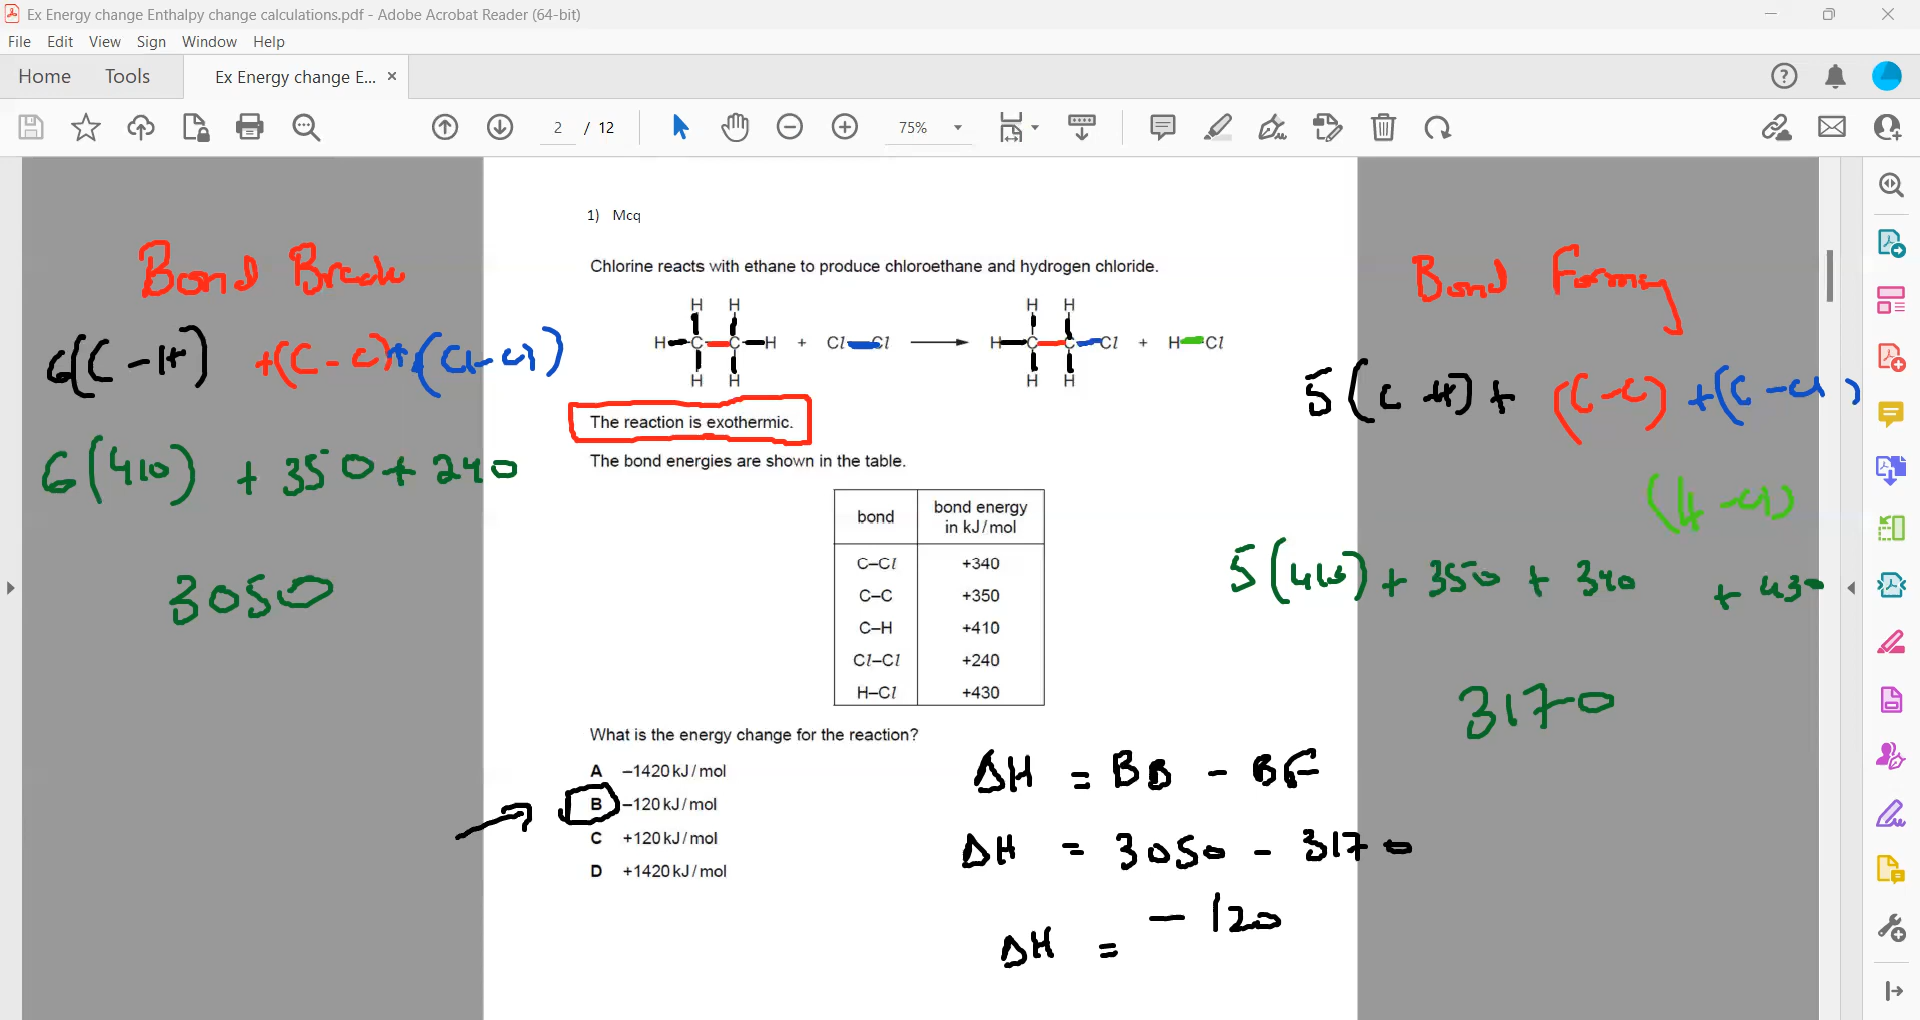 Ex Energy change Enthalpy change calculations.pdf - Adobe Acrobat Reader (64-bit)
File Edit View Sign Window Help
Home Tools Ex Energy change E... ×
2 / 12 75%
1) Mcq
Bond Break
Bond Forming
Chlorine reacts with ethane to produce chloroethane and hydrogen chloride.
H H H H
H C C H + Cl Cl H C C Cl + H Cl
H H H H
6(C-H) +(C-C)+(Cl-Cl)
5(C-H)+ (C-C) +(C-Cl)
(H-Cl)
The reaction is exothermic.
The bond energies are shown in the table.
6(410) + 350 + 240
3050
5(410) + 350 + 340 + 430
3170
bond bond energy in kJ/mol
C–Cl +340
C–C +350
C–H +410
Cl–Cl +240
H–Cl +430
What is the energy change for the reaction?
A –1420 kJ/mol
B –120 kJ/mol
C +120 kJ/mol
D +1420 kJ/mol
ΔH = BB - BF
ΔH = 3050 - 3170
ΔH = - 120